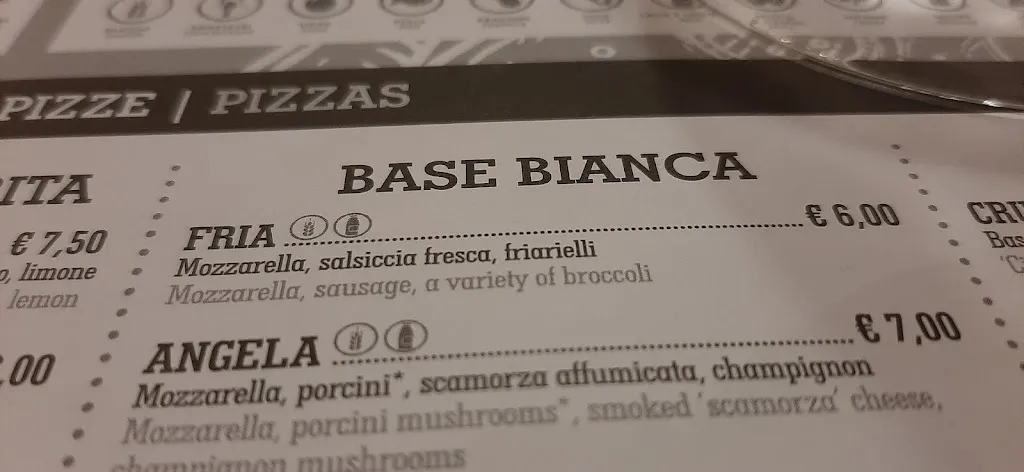 PIZZE / PIZZAS
ITA
€ 7,50
o, limone
lemon
,00
BASE BIANCA
FRIA € 6,00
Mozzarella, salsiccia fresca, friarielli
Mozzarella, sausage, a variety of broccoli
ANGELA € 7,00
Mozzarella, porcini*, scamorza affumicata, champignon
Mozzarella, porcini mushrooms*, smoked 'scamorza' cheese,
champignon mushrooms
CRU
Bas